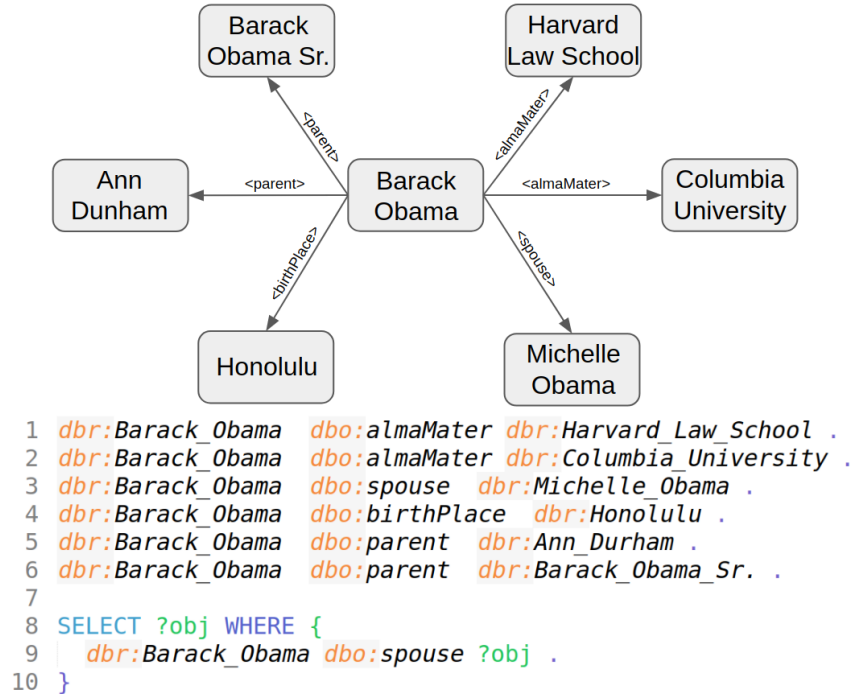 Barack
Obama Sr.
Harvard
Law School
<parent>
<almaMater>
Ann
Dunham
<parent>
Barack
Obama
<almaMater>
Columbia
University
<birthPlace>
<spouse>
Honolulu
Michelle
Obama
1 dbr:Barack_Obama dbo:almaMater dbr:Harvard_Law_School .
2 dbr:Barack_Obama dbo:almaMater dbr:Columbia_University .
3 dbr:Barack_Obama dbo:spouse dbr:Michelle_Obama .
4 dbr:Barack_Obama dbo:birthPlace dbr:Honolulu .
5 dbr:Barack_Obama dbo:parent dbr:Ann_Durham .
6 dbr:Barack_Obama dbo:parent dbr:Barack_Obama_Sr. .
7
8 SELECT ?obj WHERE {
9 dbr:Barack_Obama dbo:spouse ?obj .
10 }